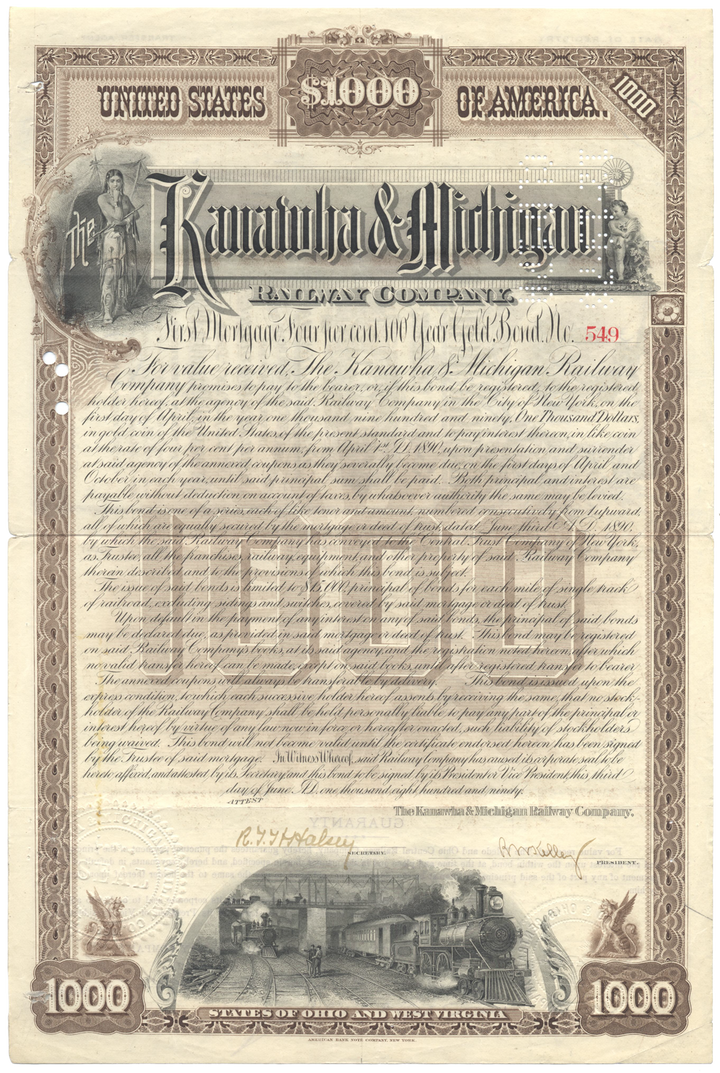 UNITED STATES $1000 OF AMERICA. 1000
The Kanawha & Michigan
RAILWAY COMPANY.
First Mortgage Four per cent. 100 Year Gold Bond. No. 549
For value received, The Kanawha & Michigan Railway
Company promises to pay to the bearer, or, if this bond be registered, to the registered
holder hereof, at the agency of the said Railway Company in the City of New York, on the
first day of April, in the year one thousand nine hundred and ninety, One Thousand Dollars,
in gold coin of the United States, of the present standard and to pay interest thereon, in like coin
at the rate of four per cent per annum, from April 1st A.D. 1890, upon presentation and surrender
at said agency of the annexed coupons as they severally become due, on the first days of April and
October in each year, until said principal sum shall be paid. Both principal and interest are
payable without deduction on account of taxes, by whatsoever authority the same may be levied.
This bond is one of a series, each of like tenor and amount, numbered consecutively from 1 upward,
all of which are equally secured by the mortgage or deed of trust, dated June third A.D. 1890,
by which the said Railway Company has conveyed to the Central Trust Company of New York,
as Trustee, all the franchises, railway, equipment, and other property of said Railway Company
therein described and to the provisions of which this bond is subject.
The issue of said bonds is limited to $15,000, principal of bonds for each mile of single track
of railroad, excluding sidings and switches, covered by said mortgage or deed of trust.
Upon default in the payment of an interest on any of said bonds, the principal of said bonds
may be declared due, as provided in said mortgage or deed of trust. This bond may be registered
on said Railway Company's books, at its said agency, and the registration noted hereon, after which
no valid transfer hereof can be made, except on said books, until after registered transfer to bearer.
The annexed coupons will always be transferable by delivery. This bond is issued upon the
express condition, to which each successive holder hereof assents by receiving the same, that no stock-
holder of the Railway Company shall be held personally liable to pay any part of the principal or
interest hereof by virtue of any law now in force or hereafter enacted, such liability of stockholders
being waived. This bond will not become valid until the certificate endorsed hereon has been signed
by the Trustee of said mortgage. In Witness Whereof, said Railway Company has caused its corporate seal to be
hereto affixed, and attested by its Secretary and this bond to be signed by its President or Vice President, this third
day of June, A.D. one thousand eight hundred and ninety.
ATTEST
The Kanawha & Michigan Railway Company.
R.T.H. Halsey
SECRETARY.
PRESIDENT.
1000 1000
STATES OF OHIO AND WEST VIRGINIA
AMERICAN BANK NOTE COMPANY, NEW YORK.
1000